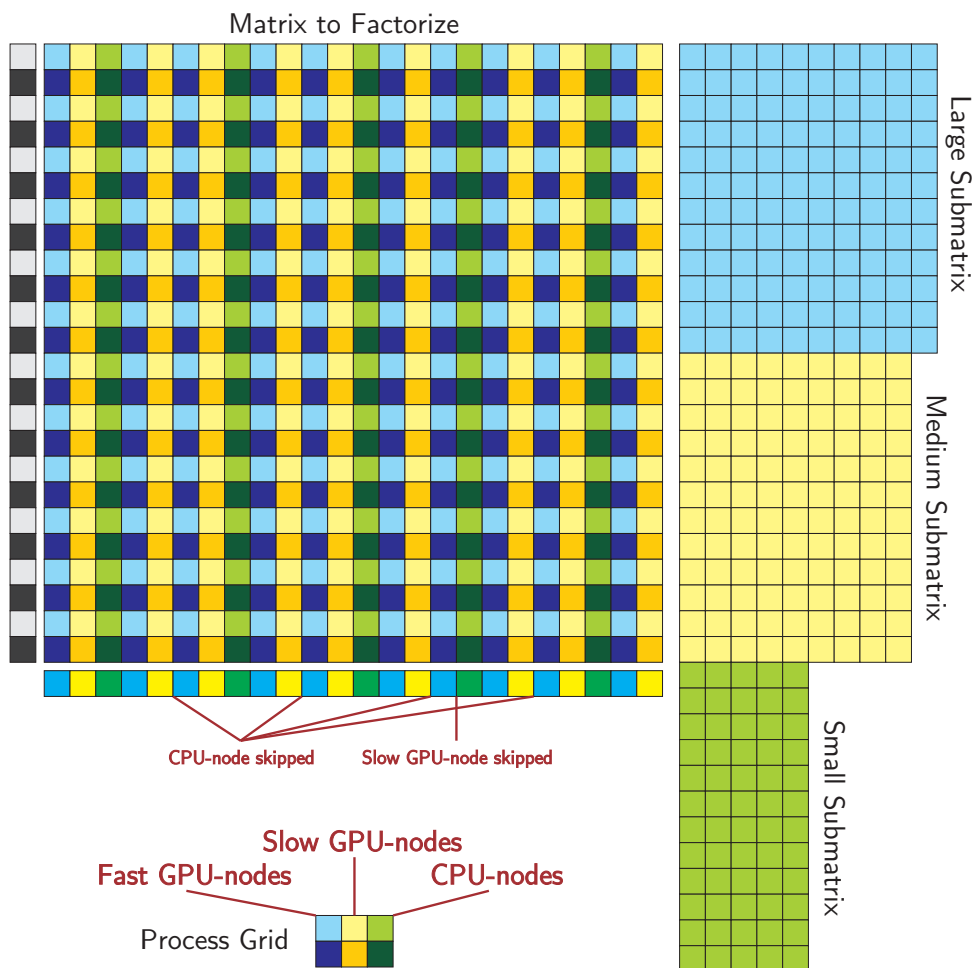 Matrix to Factorize
Large Submatrix
Medium Submatrix
Small Submatrix
CPU-node skipped
Slow GPU-node skipped
Slow GPU-nodes
Fast GPU-nodes
CPU-nodes
Process Grid